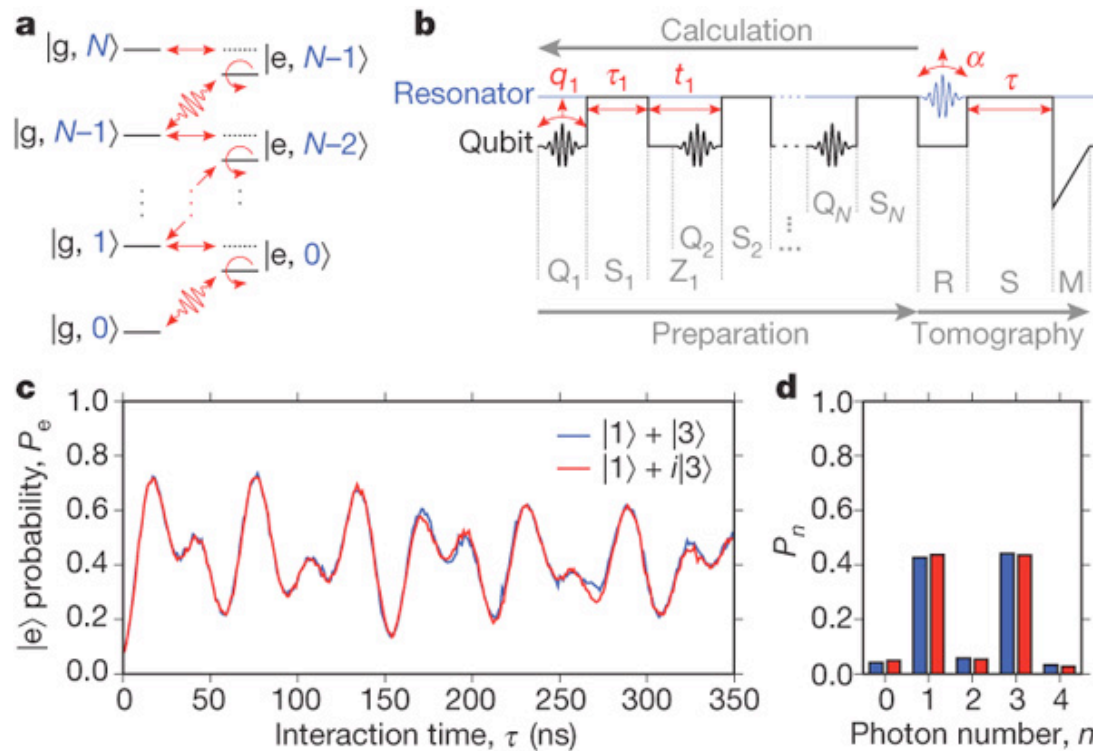 a
|g, N⟩
|e, N–1⟩
|g, N–1⟩
|e, N–2⟩
|g, 1⟩
|e, 0⟩
|g, 0⟩
b
Calculation
q1 τ1 t1 α τ
Resonator
Qubit
QN SN
Q2 S2
Q1 S1 Z1 R S M
Preparation Tomography
c
|e⟩ probability, Pe
1.0
0.8
0.6
0.4
0.2
0.0
|1⟩ + |3⟩
|1⟩ + i|3⟩
0 50 100 150 200 250 300 350
Interaction time, τ (ns)
d
Pn
1.0
0.8
0.6
0.4
0.2
0.0
0 1 2 3 4
Photon number, n